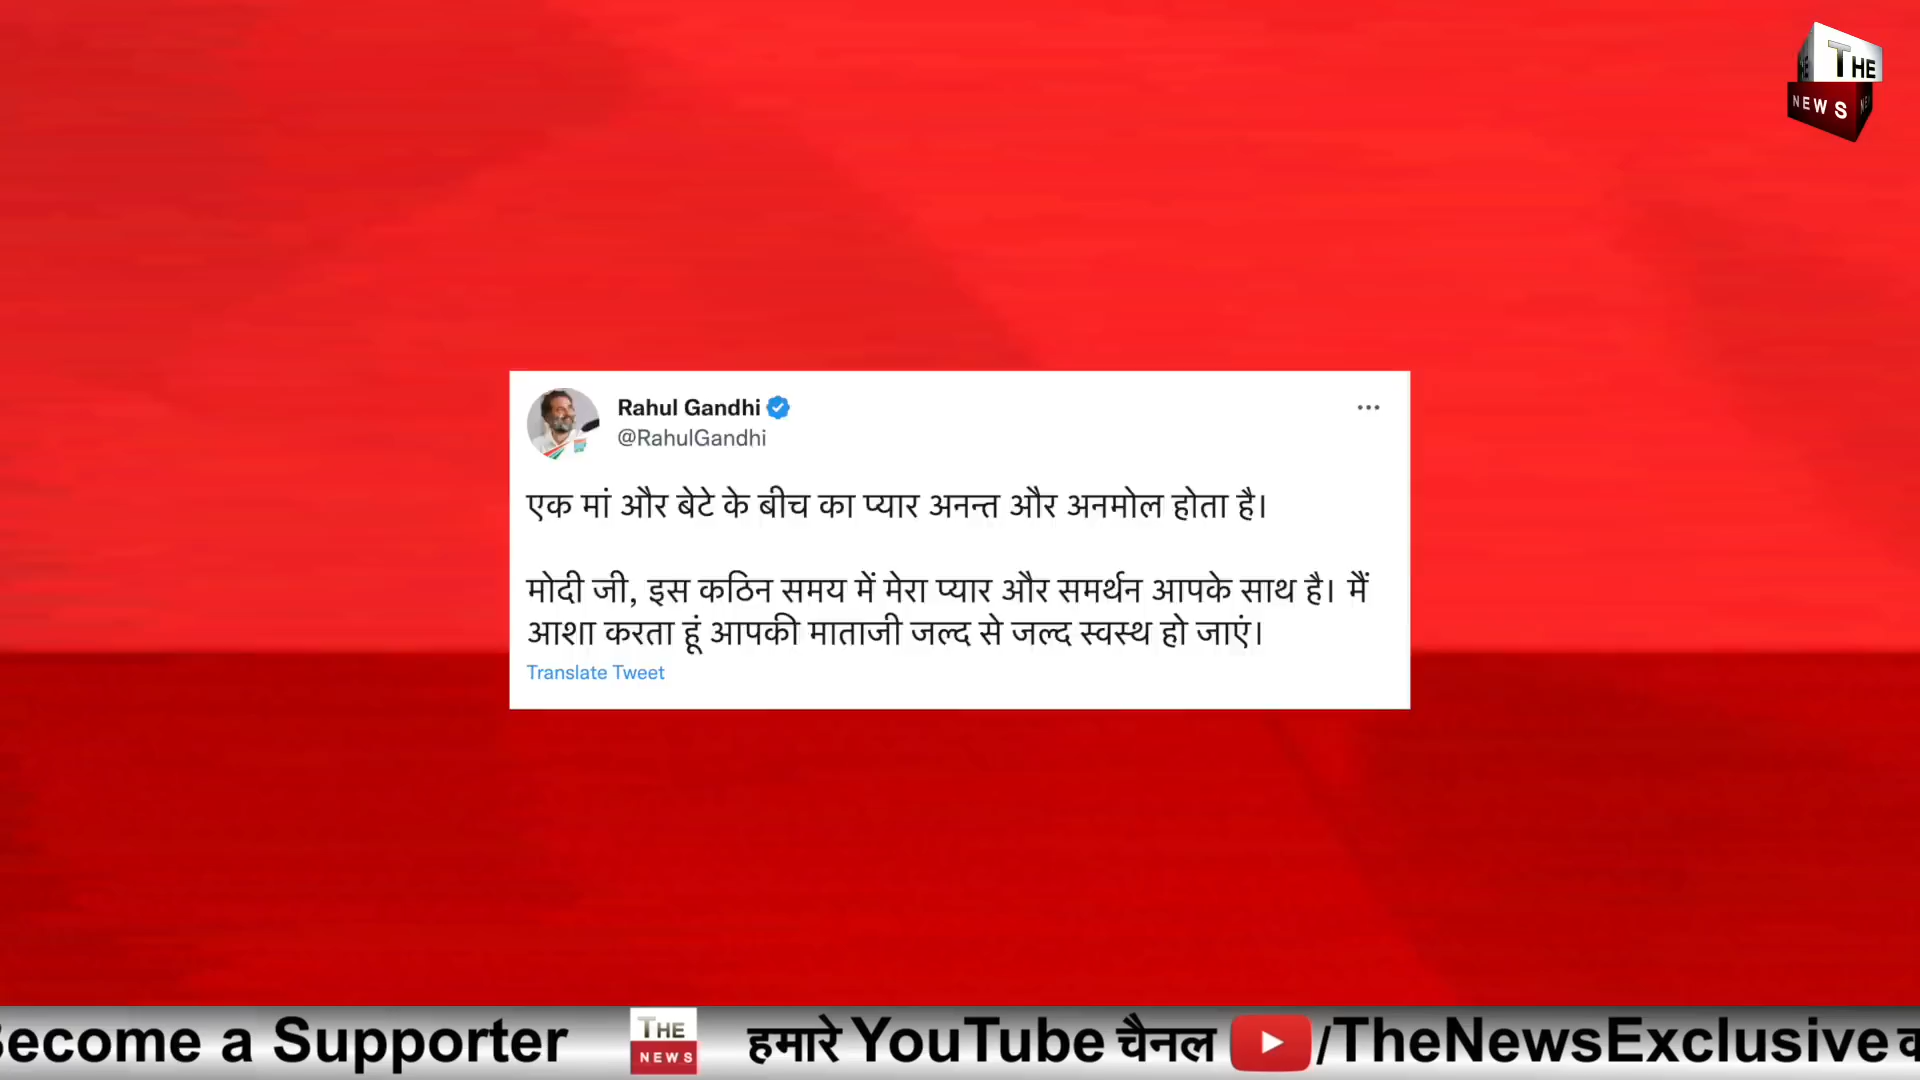 THE
NEWS
Rahul Gandhi
@RahulGandhi
एक मां और बेटे के बीच का प्यार अनन्त और अनमोल होता है।
मोदी जी, इस कठिन समय में मेरा प्यार और समर्थन आपके साथ है। मैं
आशा करता हूं आपकी माताजी जल्द से जल्द स्वस्थ हो जाएं।
Translate Tweet
ecome a Supporter THE NEWS हमारे YouTube चैनल /TheNewsExclusive